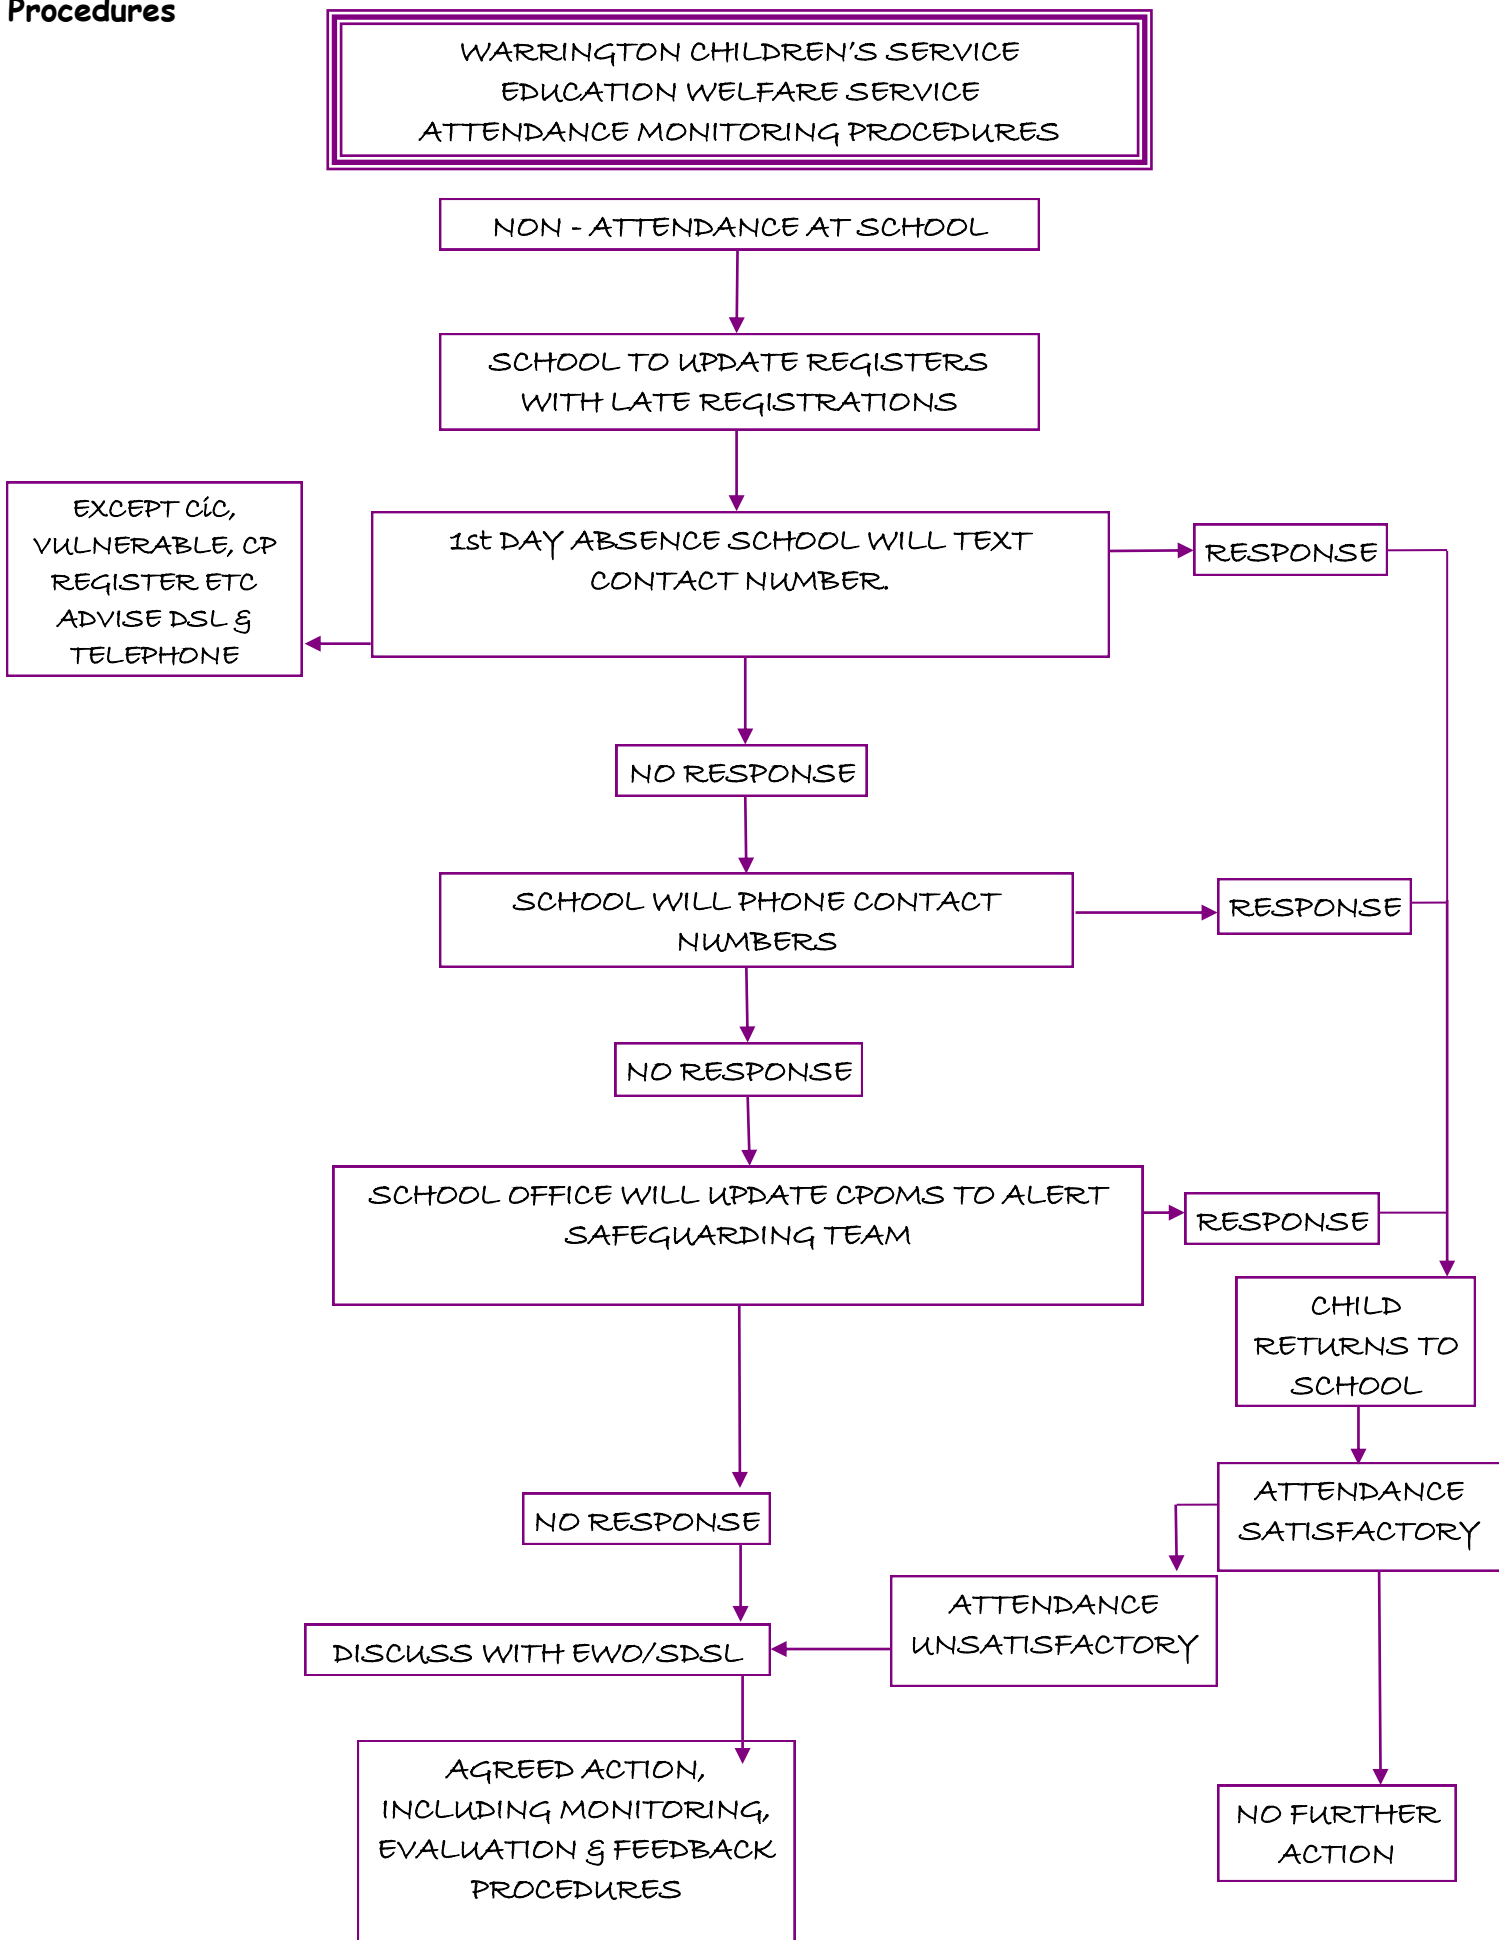 Procedures
WARRINGTON CHILDREN'S SERVICE
EDUCATION WELFARE SERVICE
ATTENDANCE MONITORING PROCEDURES
NON - ATTENDANCE AT SCHOOL
SCHOOL TO UPDATE REGISTERS
WITH LATE REGISTRATIONS
EXCEPT CiC,
VULNERABLE, CP
REGISTER ETC
ADVISE DSL &
TELEPHONE
1st DAY ABSENCE SCHOOL WILL TEXT
CONTACT NUMBER.
RESPONSE
NO RESPONSE
SCHOOL WILL PHONE CONTACT
NUMBERS
RESPONSE
NO RESPONSE
SCHOOL OFFICE WILL UPDATE CPOMS TO ALERT
SAFEGUARDING TEAM
RESPONSE
CHILD
RETURNS TO
SCHOOL
ATTENDANCE
SATISFACTORY
NO RESPONSE
ATTENDANCE
UNSATISFACTORY
DISCUSS WITH EWO/SDSL
AGREED ACTION,
INCLUDING MONITORING,
EVALUATION & FEEDBACK
PROCEDURES
NO FURTHER
ACTION